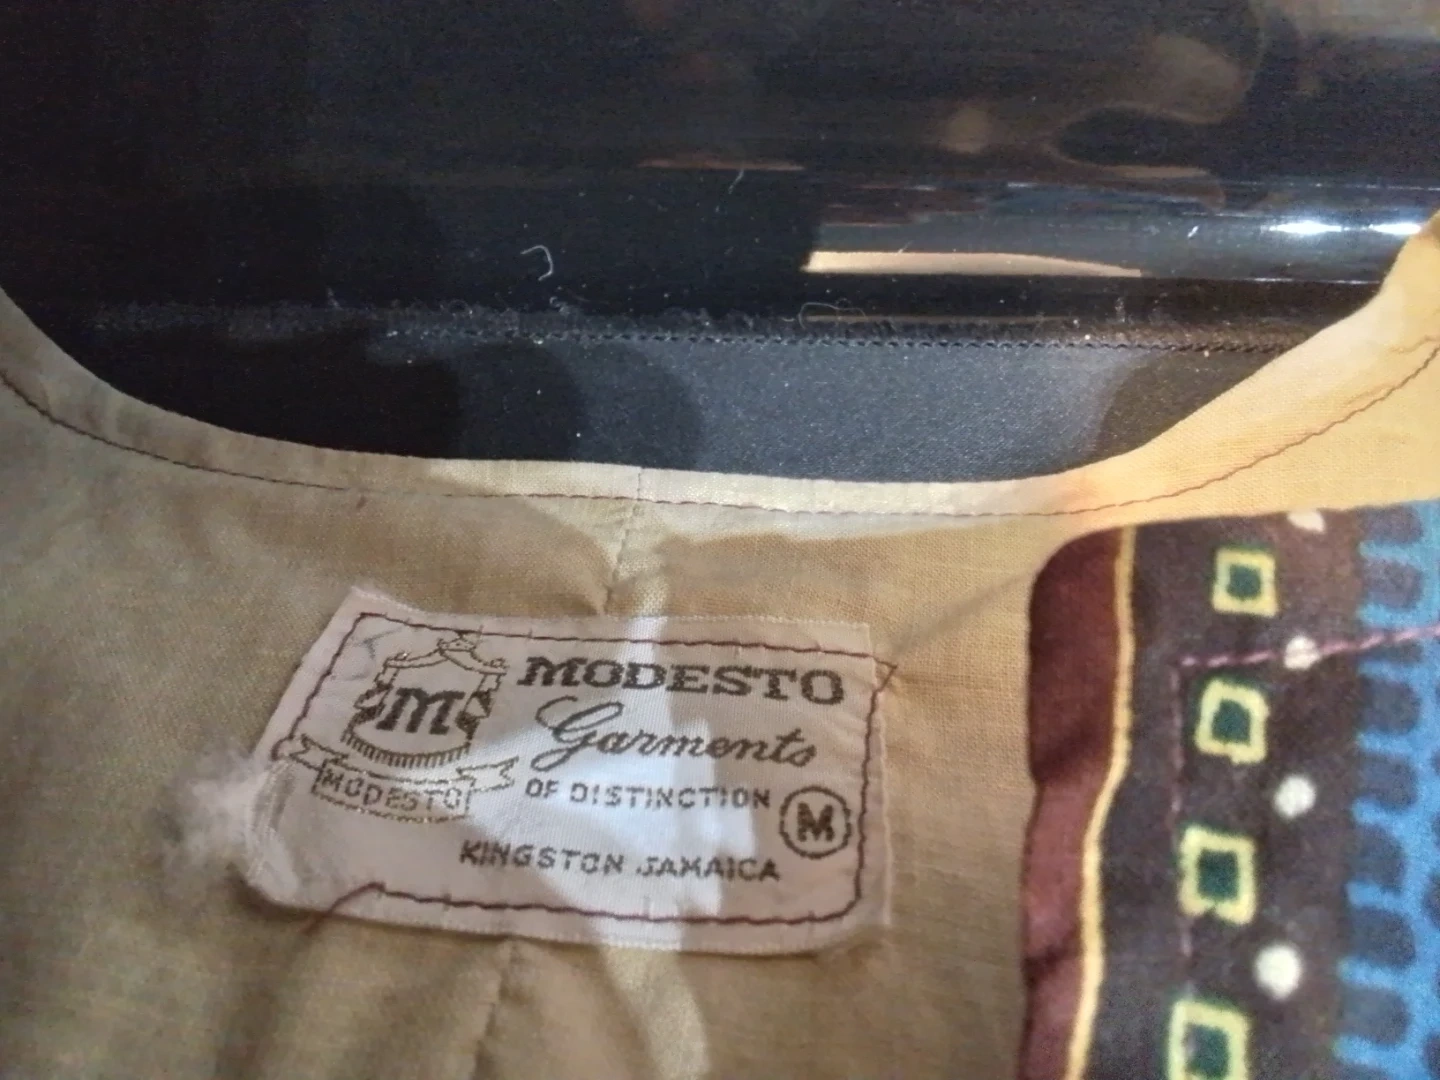 M
MODESTO
MODESTO
Garments
OF DISTINCTION
M
KINGSTON JAMAICA